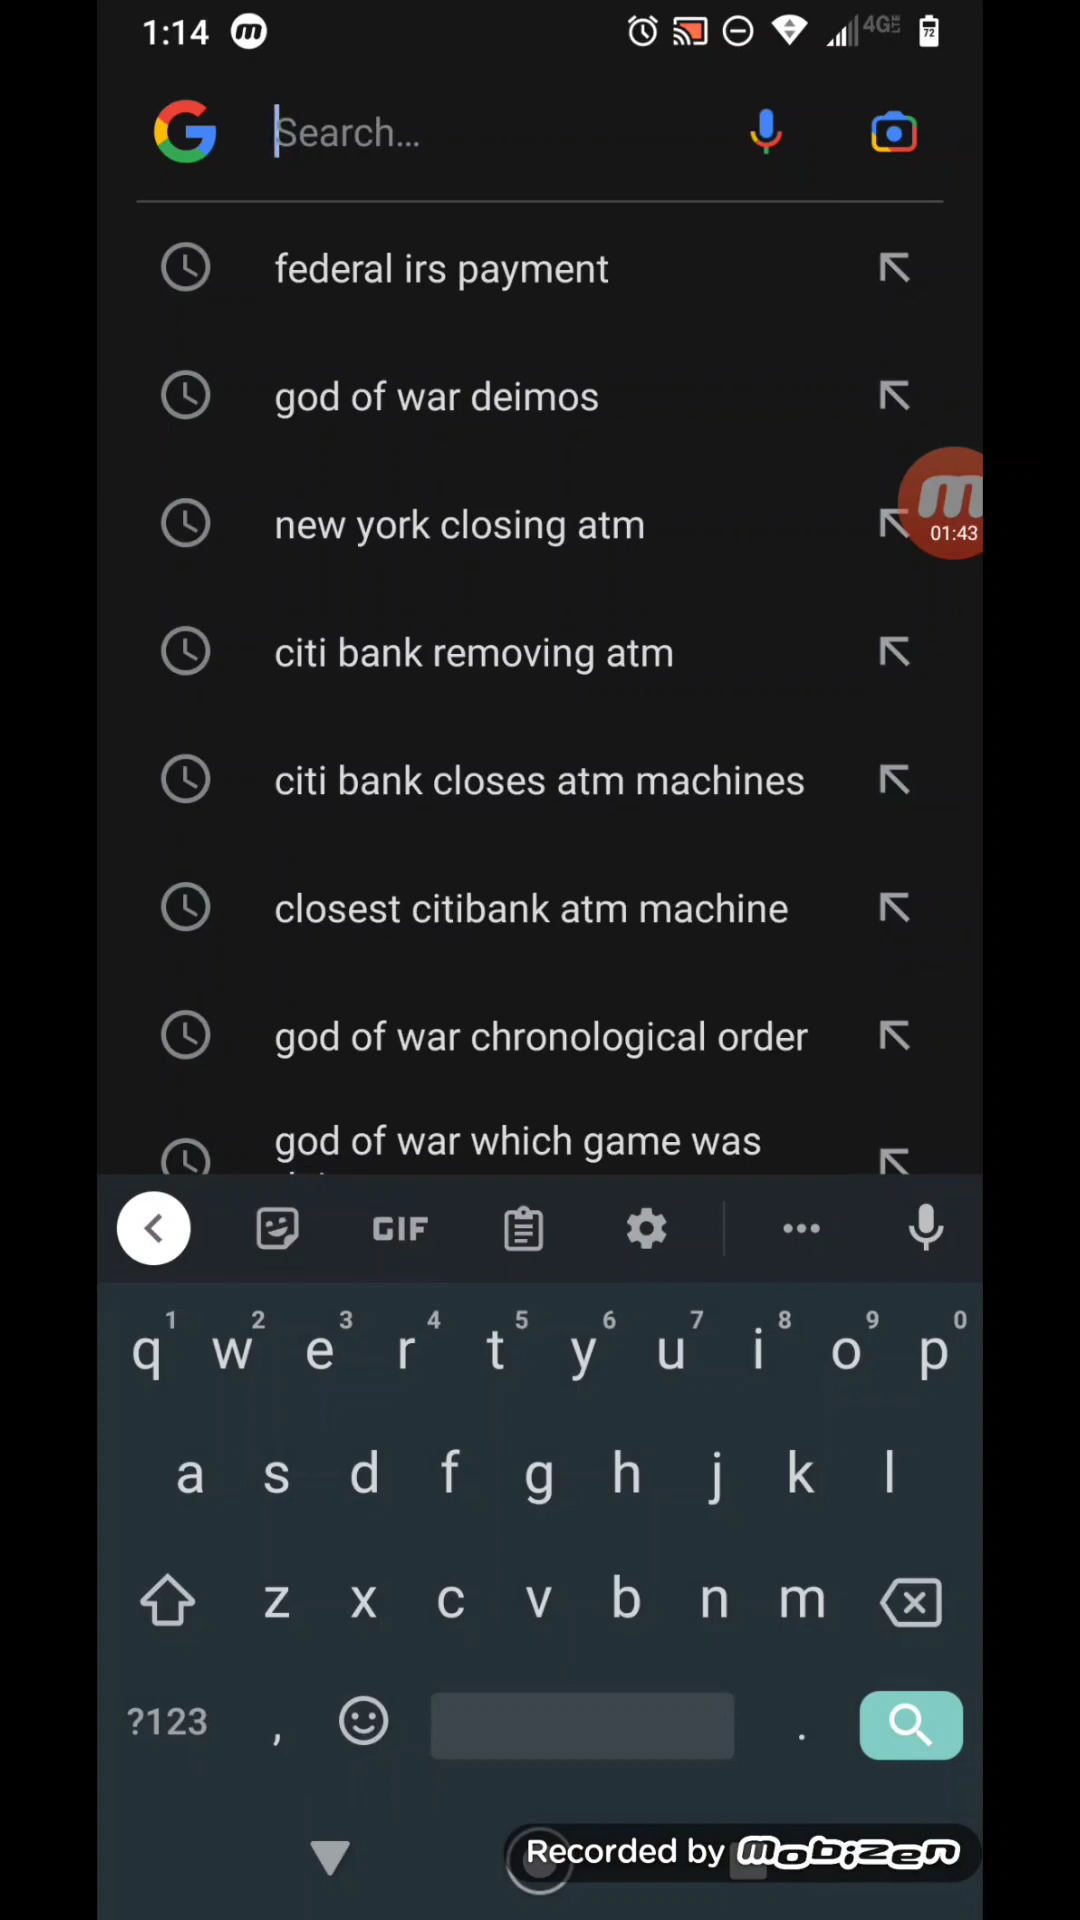 1:14 m 4G LTE 72
Search...
federal irs payment
god of war deimos
new york closing atm
01:43
citi bank removing atm
citi bank closes atm machines
closest citibank atm machine
god of war chronological order
god of war which game was
GIF
1 2 3 4 5 6 7 8 9 0
q w e r t y u i o p
a s d f g h j k l
z x c v b n m
?123 , .
Recorded by mobizen